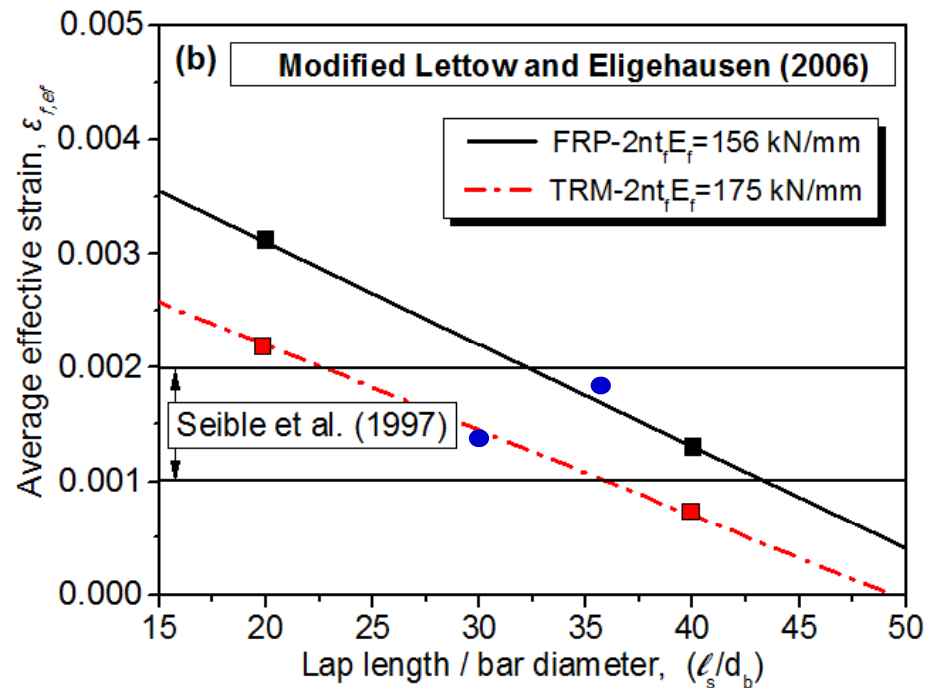 (b) Modified Lettow and Eligehausen (2006)
FRP-2ntfEf=156 kN/mm
TRM-2ntfEf=175 kN/mm
Seible et al. (1997)
Average effective strain, εf,ef
0.005
0.004
0.003
0.002
0.001
0.000
15 20 25 30 35 40 45 50
Lap length / bar diameter, (ℓs/db)